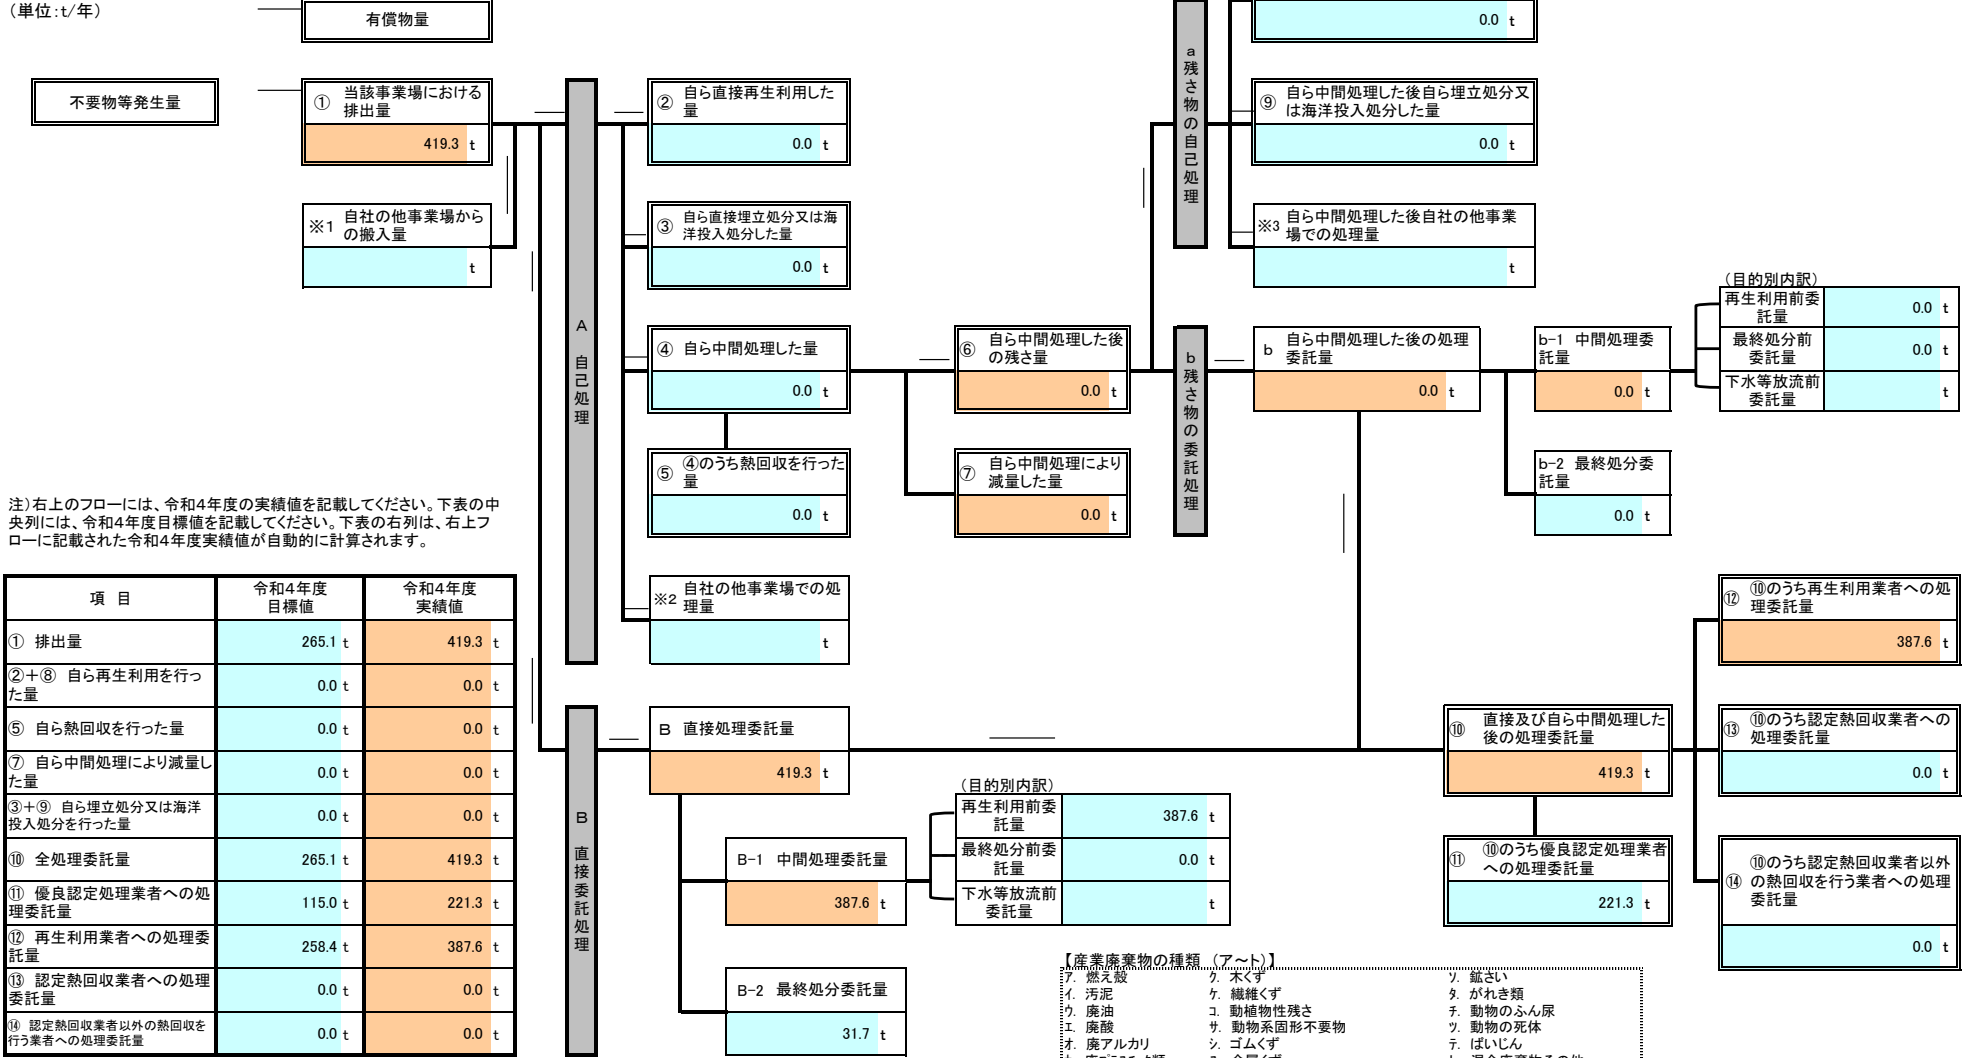 （単位：t/年）
有償物量
0.0 t
不要物等発生量
① 当該事業場における
排出量
419.3 t
※1 自社の他事業場から
の搬入量
t
A 自己処理
② 自ら直接再生利用した
量
0.0 t
③ 自ら直接埋立処分又は海
洋投入処分した量
0.0 t
④ 自ら中間処理した量
0.0 t
⑤ ④のうち熱回収を行った
量
0.0 t
※2 自社の他事業場での処
理量
t
⑥ 自ら中間処理した後
の残さ量
0.0 t
⑦ 自ら中間処理により
減量した量
0.0 t
a 残さ物の自己処理
⑨ 自ら中間処理した後自ら埋立処分又
は海洋投入処分した量
0.0 t
※3 自ら中間処理した後自社の他事業
場での処理量
t
b 残さ物の委託処理
b 自ら中間処理した後の処理
委託量
0.0 t
b-1 中間処理委
託量
0.0 t
b-2 最終処分委
託量
0.0 t
（目的別内訳）
再生利用前委
託量
0.0 t
最終処分前
委託量
0.0 t
下水等放流前
委託量
t
注）右上のフローには、令和4年度の実績値を記載してください。下表の中
央列には、令和4年度目標値を記載してください。下表の右列は、右上フ
ローに記載された令和4年度実績値が自動的に計算されます。
項 目
令和4年度
目標値
令和4年度
実績値
① 排出量 265.1 t 419.3 t
②＋⑧ 自ら再生利用を行っ
た量 0.0 t 0.0 t
⑤ 自ら熱回収を行った量 0.0 t 0.0 t
⑦ 自ら中間処理により減量し
た量 0.0 t 0.0 t
③＋⑨ 自ら埋立処分又は海洋
投入処分を行った量 0.0 t 0.0 t
⑩ 全処理委託量 265.1 t 419.3 t
⑪ 優良認定処理業者への処
理委託量 115.0 t 221.3 t
⑫ 再生利用業者への処理委
託量 258.4 t 387.6 t
⑬ 認定熱回収業者への処理
委託量 0.0 t 0.0 t
⑭ 認定熱回収業者以外の熱回収を
行う業者への処理委託量 0.0 t 0.0 t
B 直接委託処理
B 直接処理委託量
419.3 t
B-1 中間処理委託量
387.6 t
B-2 最終処分委託量
31.7 t
（目的別内訳）
再生利用前委
託量
387.6 t
最終処分前委
託量
0.0 t
下水等放流前
委託量
t
⑩ 直接及び自ら中間処理した
後の処理委託量
419.3 t
⑪ ⑩のうち優良認定処理業者
への処理委託量
221.3 t
⑫ ⑩のうち再生利用業者への処
理委託量
387.6 t
⑬ ⑩のうち認定熱回収業者への
処理委託量
0.0 t
⑭ ⑩のうち認定熱回収業者以外
の熱回収を行う業者への処理
委託量
0.0 t
【産業廃棄物の種類 （ア～ト）】
ア. 燃え殻 ク. 木くず ソ. 鉱さい
イ. 汚泥 ケ. 繊維くず タ. がれき類
ウ. 廃油 コ. 動植物性残さ チ. 動物のふん尿
エ. 廃酸 サ. 動物系固形不要物 ツ. 動物の死体
オ. 廃アルカリ シ. ゴムくず テ. ばいじん